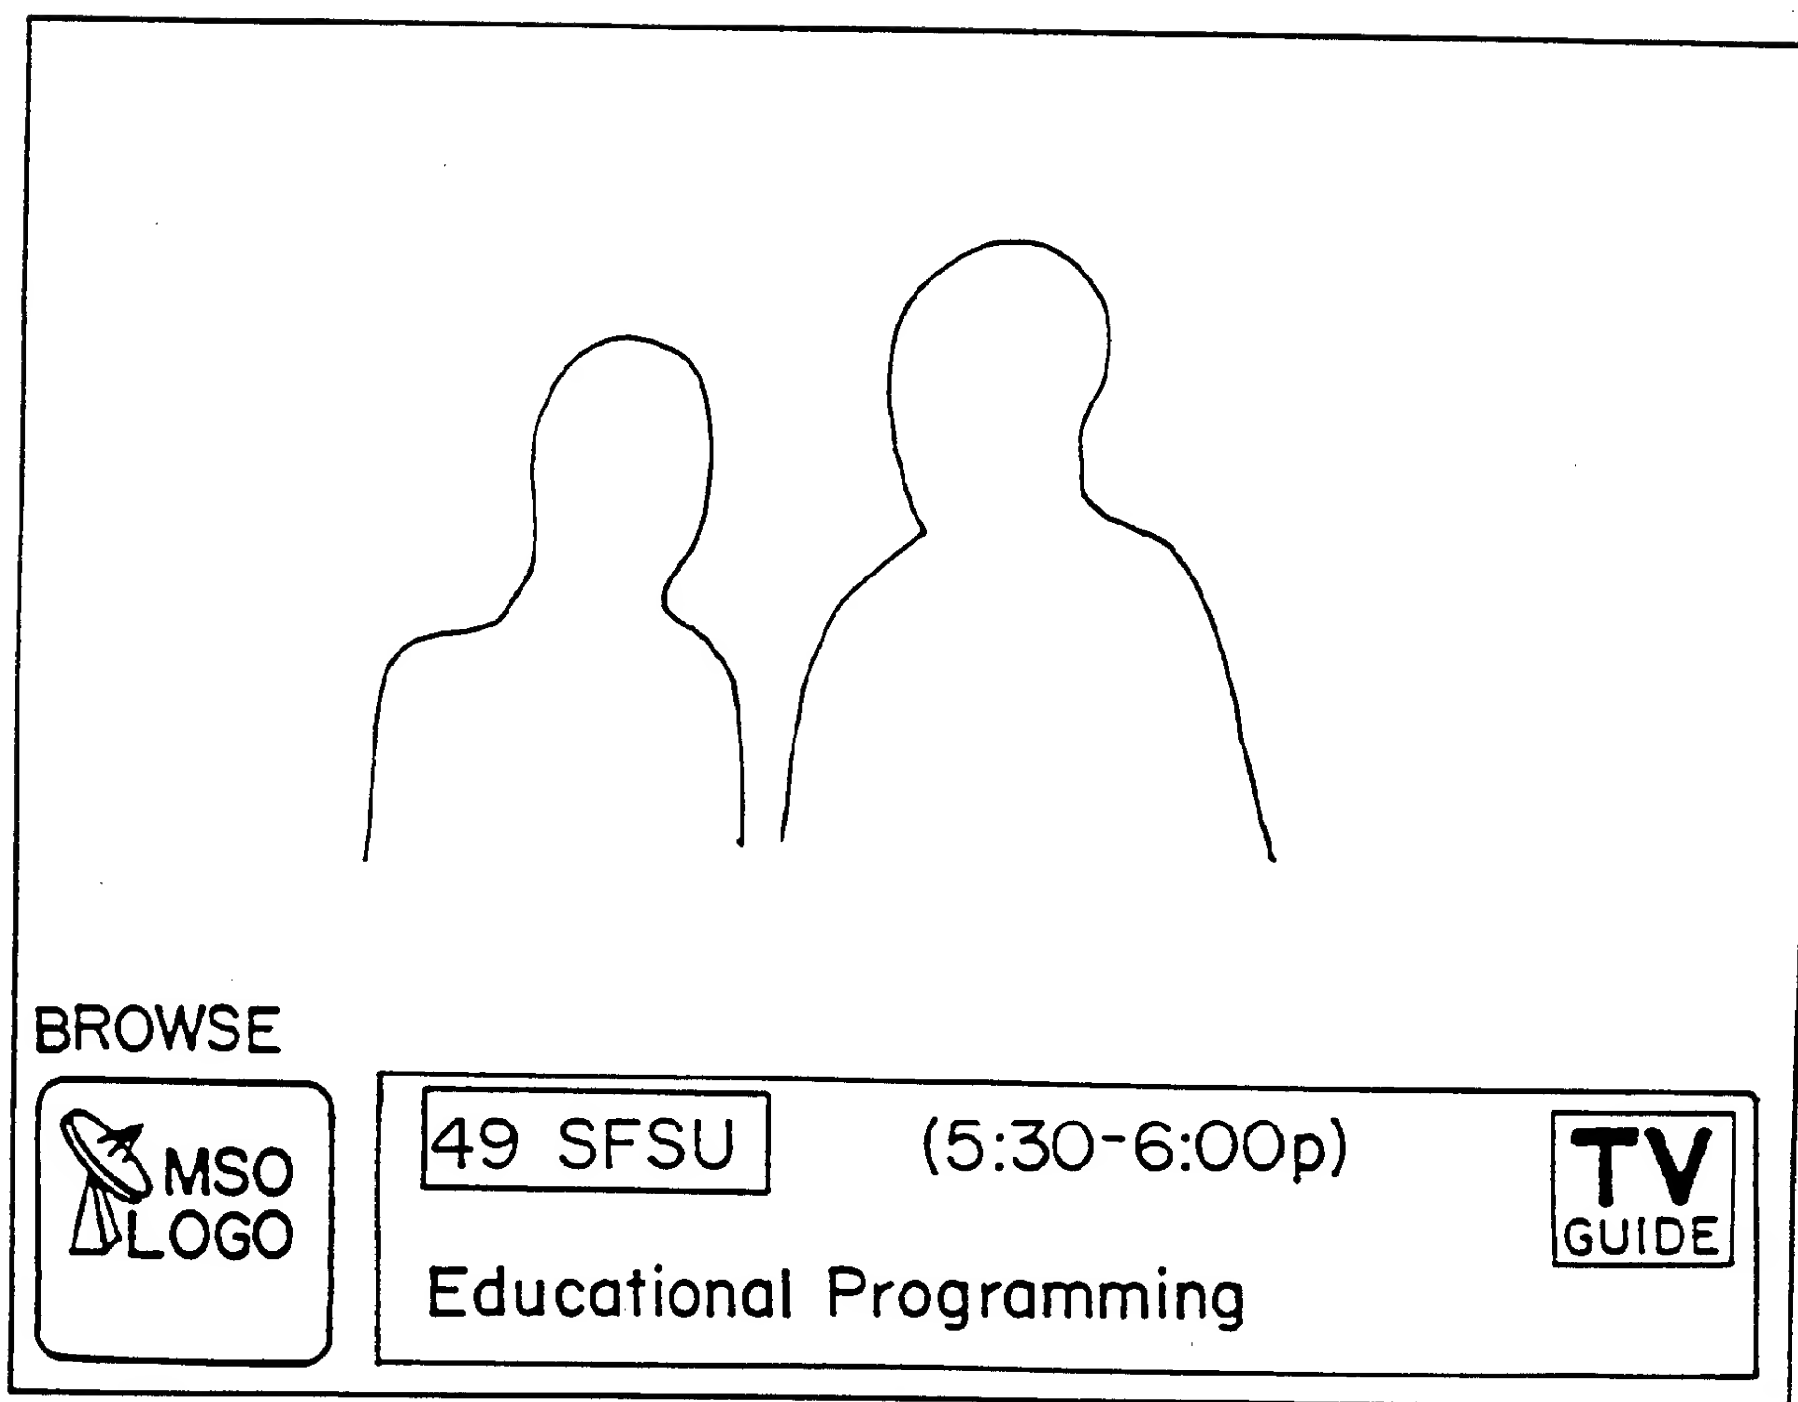 BROWSE
MSO
LOGO
49 SFSU (5:30-6:00p)
Educational Programming
TV
GUIDE